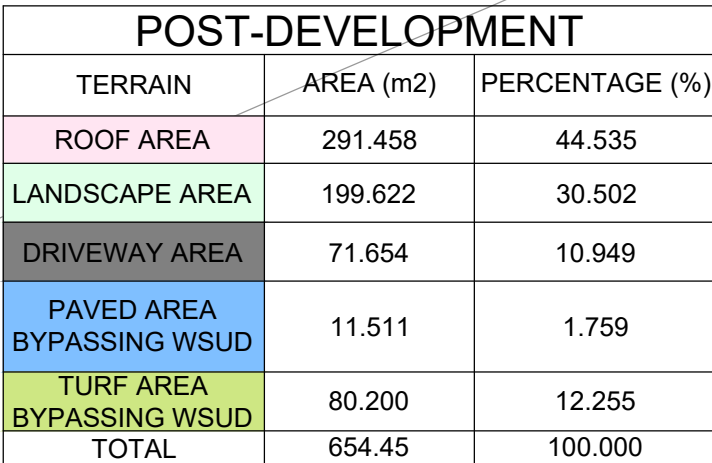 POST-DEVELOPMENT
TERRAIN AREA (m2) PERCENTAGE (%)
ROOF AREA 291.458 44.535
LANDSCAPE AREA 199.622 30.502
DRIVEWAY AREA 71.654 10.949
PAVED AREA
BYPASSING WSUD 11.511 1.759
TURF AREA
BYPASSING WSUD 80.200 12.255
TOTAL 654.45 100.000